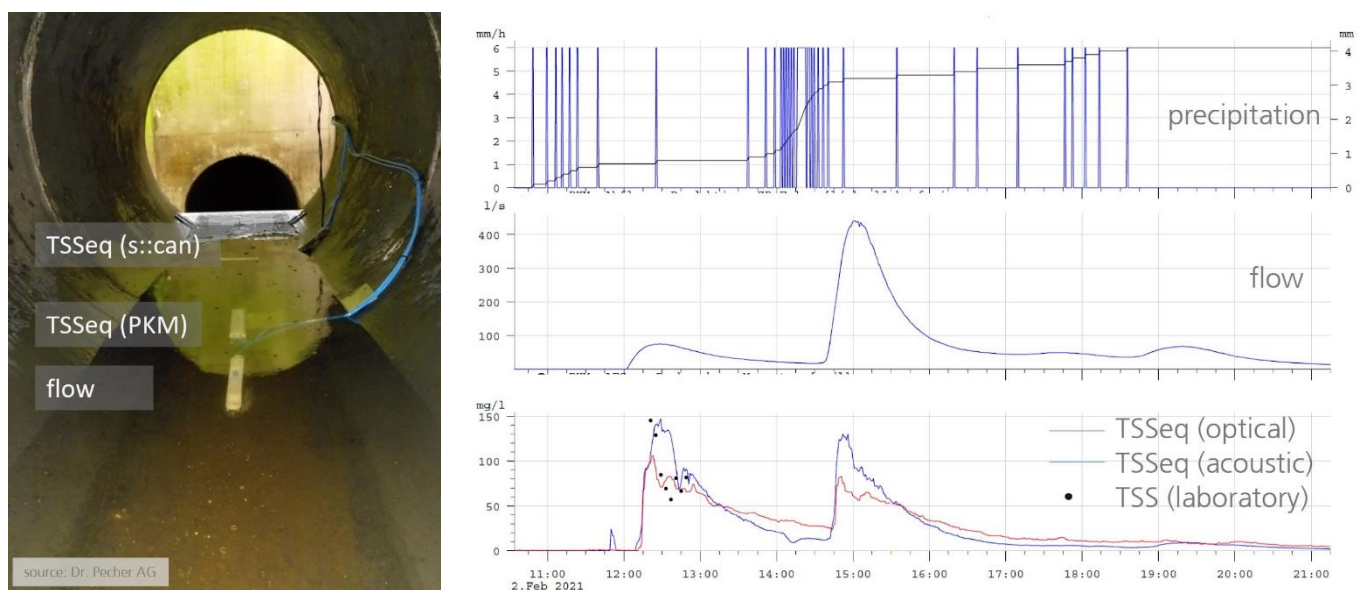 TSSeq (s::can)
TSSeq (PKM)
flow
source: Dr. Pecher AG
mm/h
mm
6
5
4
3
2
1
0
4
3
2
1
0
precipitation
l/s
400
300
200
100
flow
mg/l
150
100
50
0
TSSeq (optical)
TSSeq (acoustic)
TSS (laboratory)
11:00 12:00 13:00 14:00 15:00 16:00 17:00 18:00 19:00 20:00 21:00
2.Feb 2021